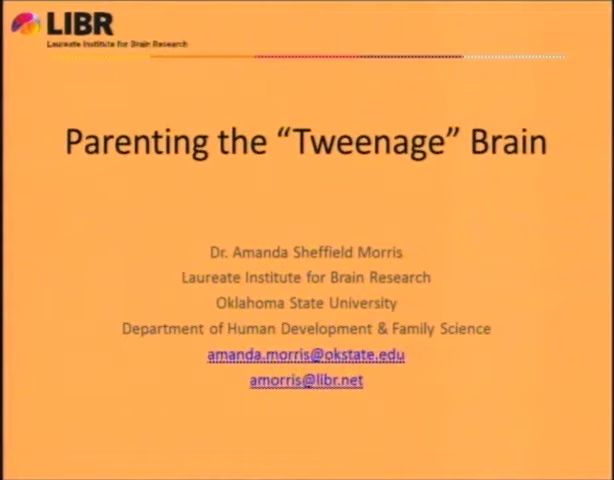 LIBR
Laureate Institute for Brain Research
Parenting the “Tweenage” Brain
Dr. Amanda Sheffield Morris
Laureate Institute for Brain Research
Oklahoma State University
Department of Human Development & Family Science
amanda.morris@okstate.edu
amorris@libr.net